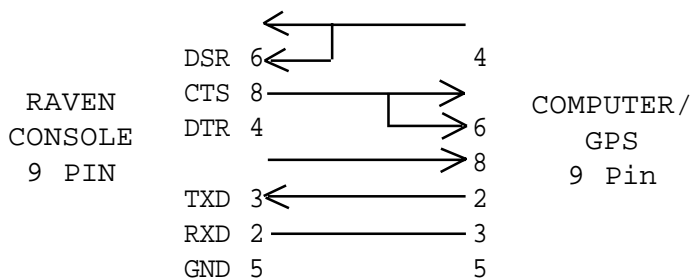 DSR 6 4
CTS 8
DTR 4 6
8
TXD 3 2
RXD 2 3
GND 5 5
RAVEN
CONSOLE
9 PIN
COMPUTER/
GPS
9 Pin